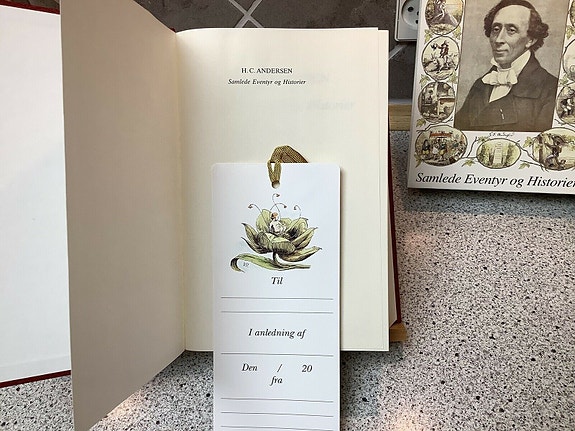 H. C. ANDERSEN
Samlede Eventyr og Historier
Til
I anledning af
Den / 20
fra
Samlede Eventyr og Historier